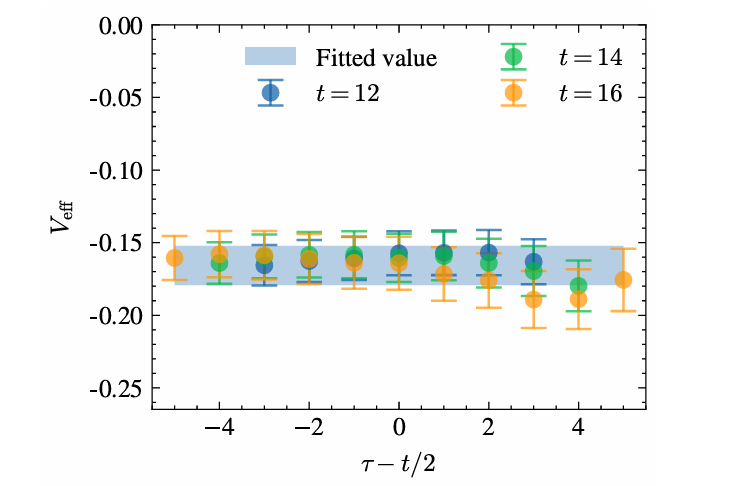 0.00
Fitted value
t = 14
t = 12
t = 16
-0.05
-0.10
-0.15
-0.20
-0.25
V_eff
−4 −2 0 2 4
τ − t/2